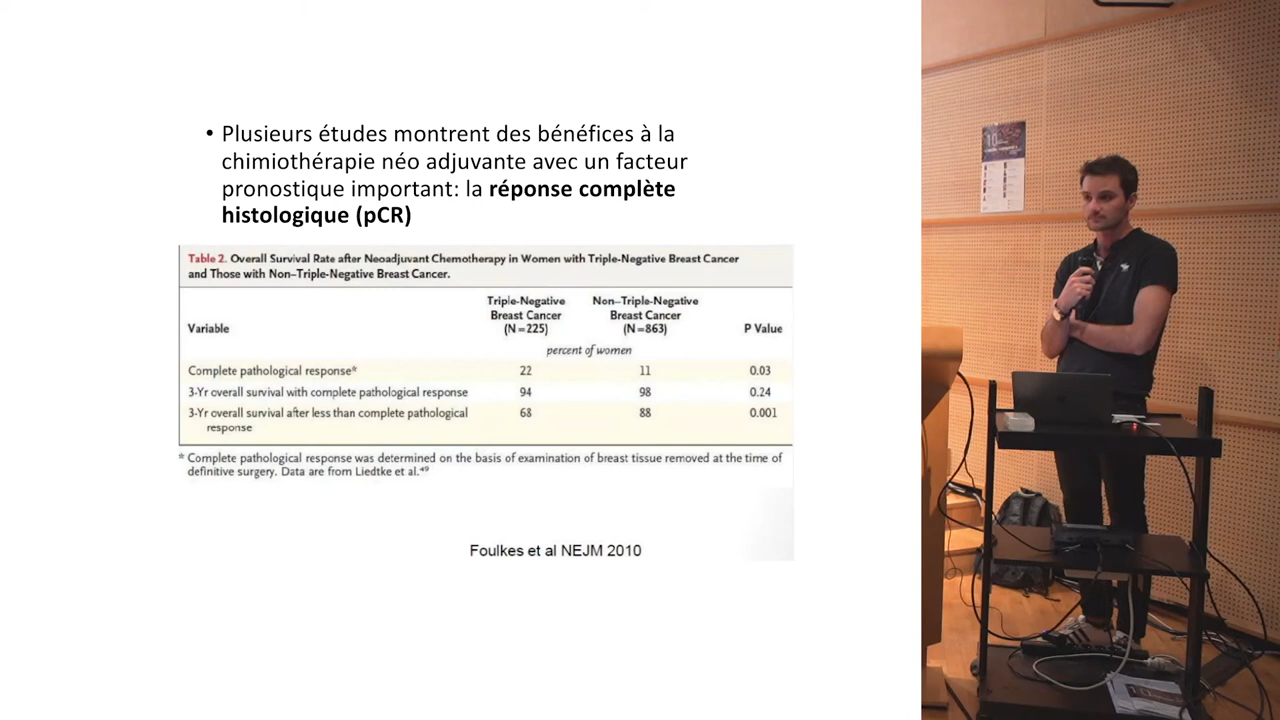 • Plusieurs études montrent des bénéfices à la
chimiothérapie néo adjuvante avec un facteur
pronostique important: la réponse complète
histologique (pCR)
Table 2. Overall Survival Rate after Neoadjuvant Chemotherapy in Women with Triple-Negative Breast Cancer
and Those with Non–Triple-Negative Breast Cancer.
Variable Triple-Negative Breast Cancer (N=225) Non–Triple-Negative Breast Cancer (N=863) P Value
percent of women
Complete pathological response* 22 11 0.03
3-Yr overall survival with complete pathological response 94 98 0.24
3-Yr overall survival after less than complete pathological 68 88 0.001
response
* Complete pathological response was determined on the basis of examination of breast tissue removed at the time of
definitive surgery. Data are from Liedtke et al.⁴⁹
Foulkes et al NEJM 2010
10